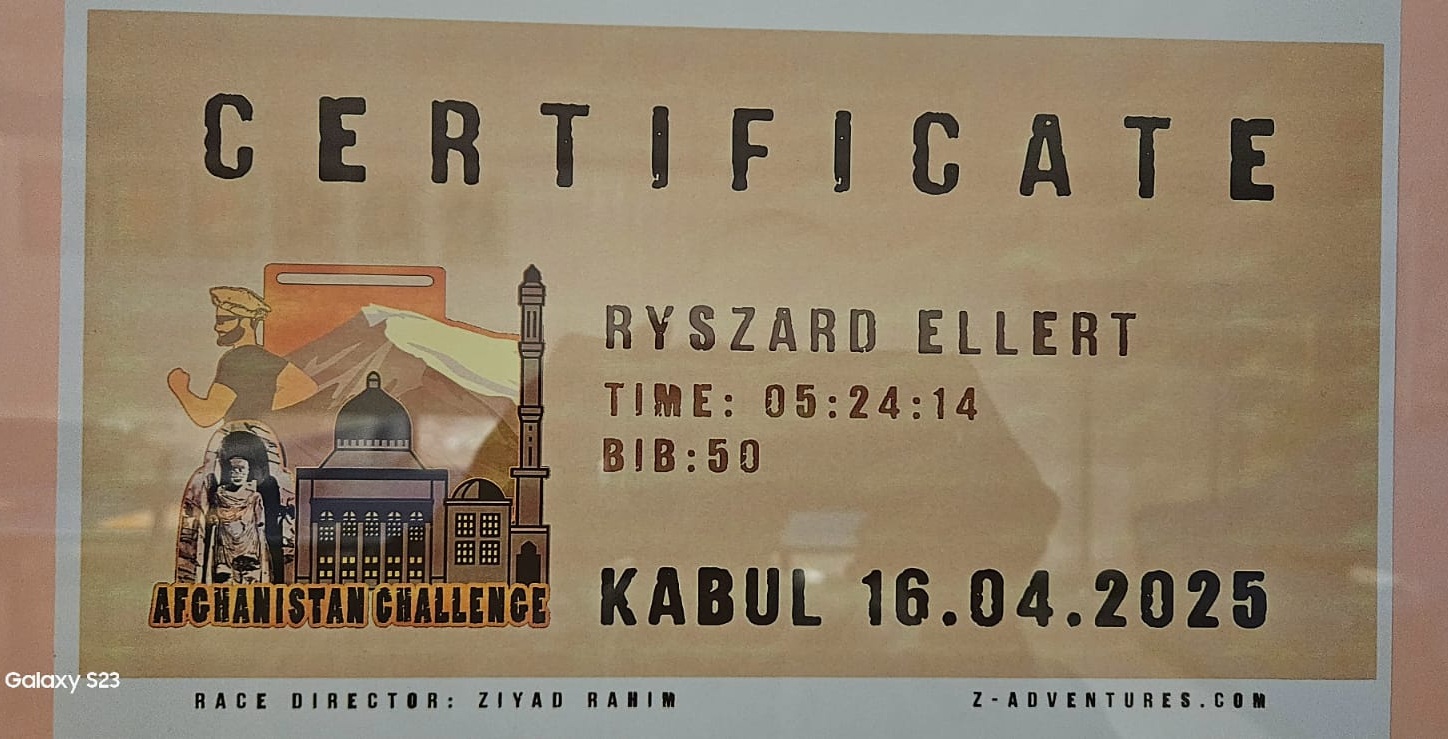 CERTIFICATE
RYSZARD ELLERT
TIME: 05:24:14
BIB:50
AFGHANISTAN CHALLENGE
KABUL 16.04.2025
Galaxy S23
RACE DIRECTOR: ZIYAD RAHIM
Z-ADVENTURES.COM